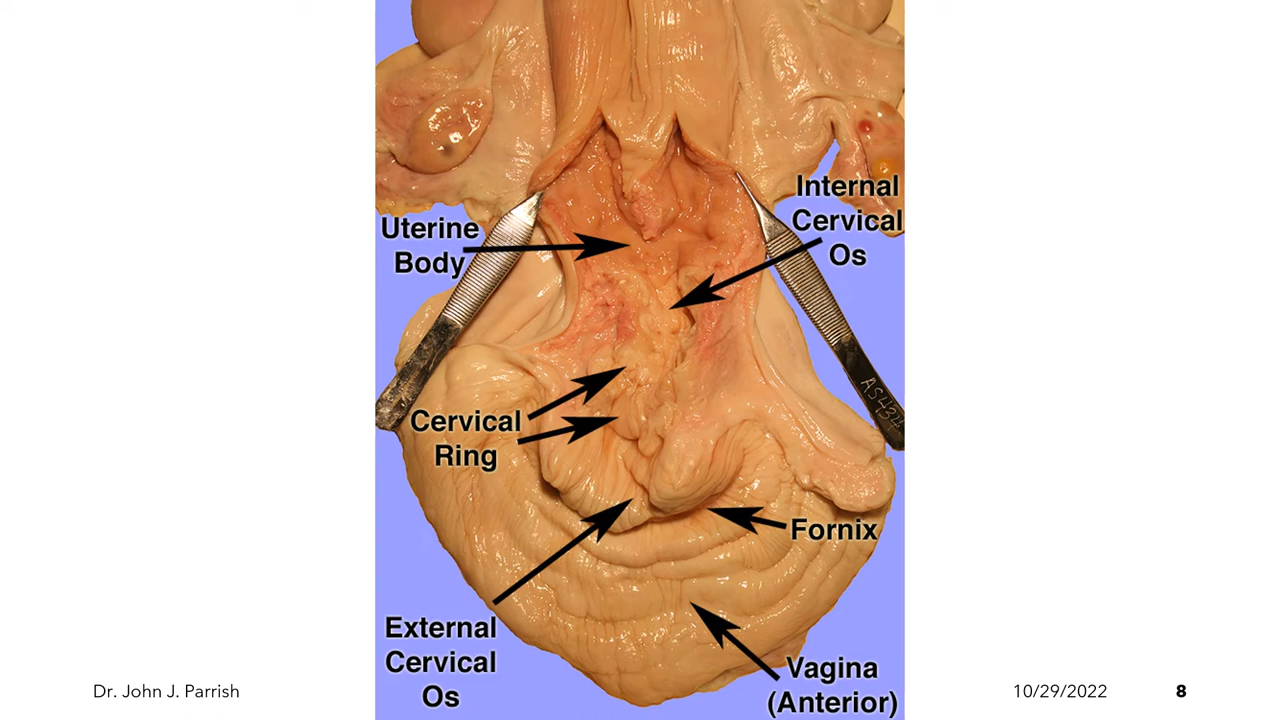 Uterine
Body
Internal
Cervical
Os
Cervical
Ring
Fornix
External
Cervical
Os
Vagina
(Anterior)
AS434
Dr. John J. Parrish
10/29/2022
8